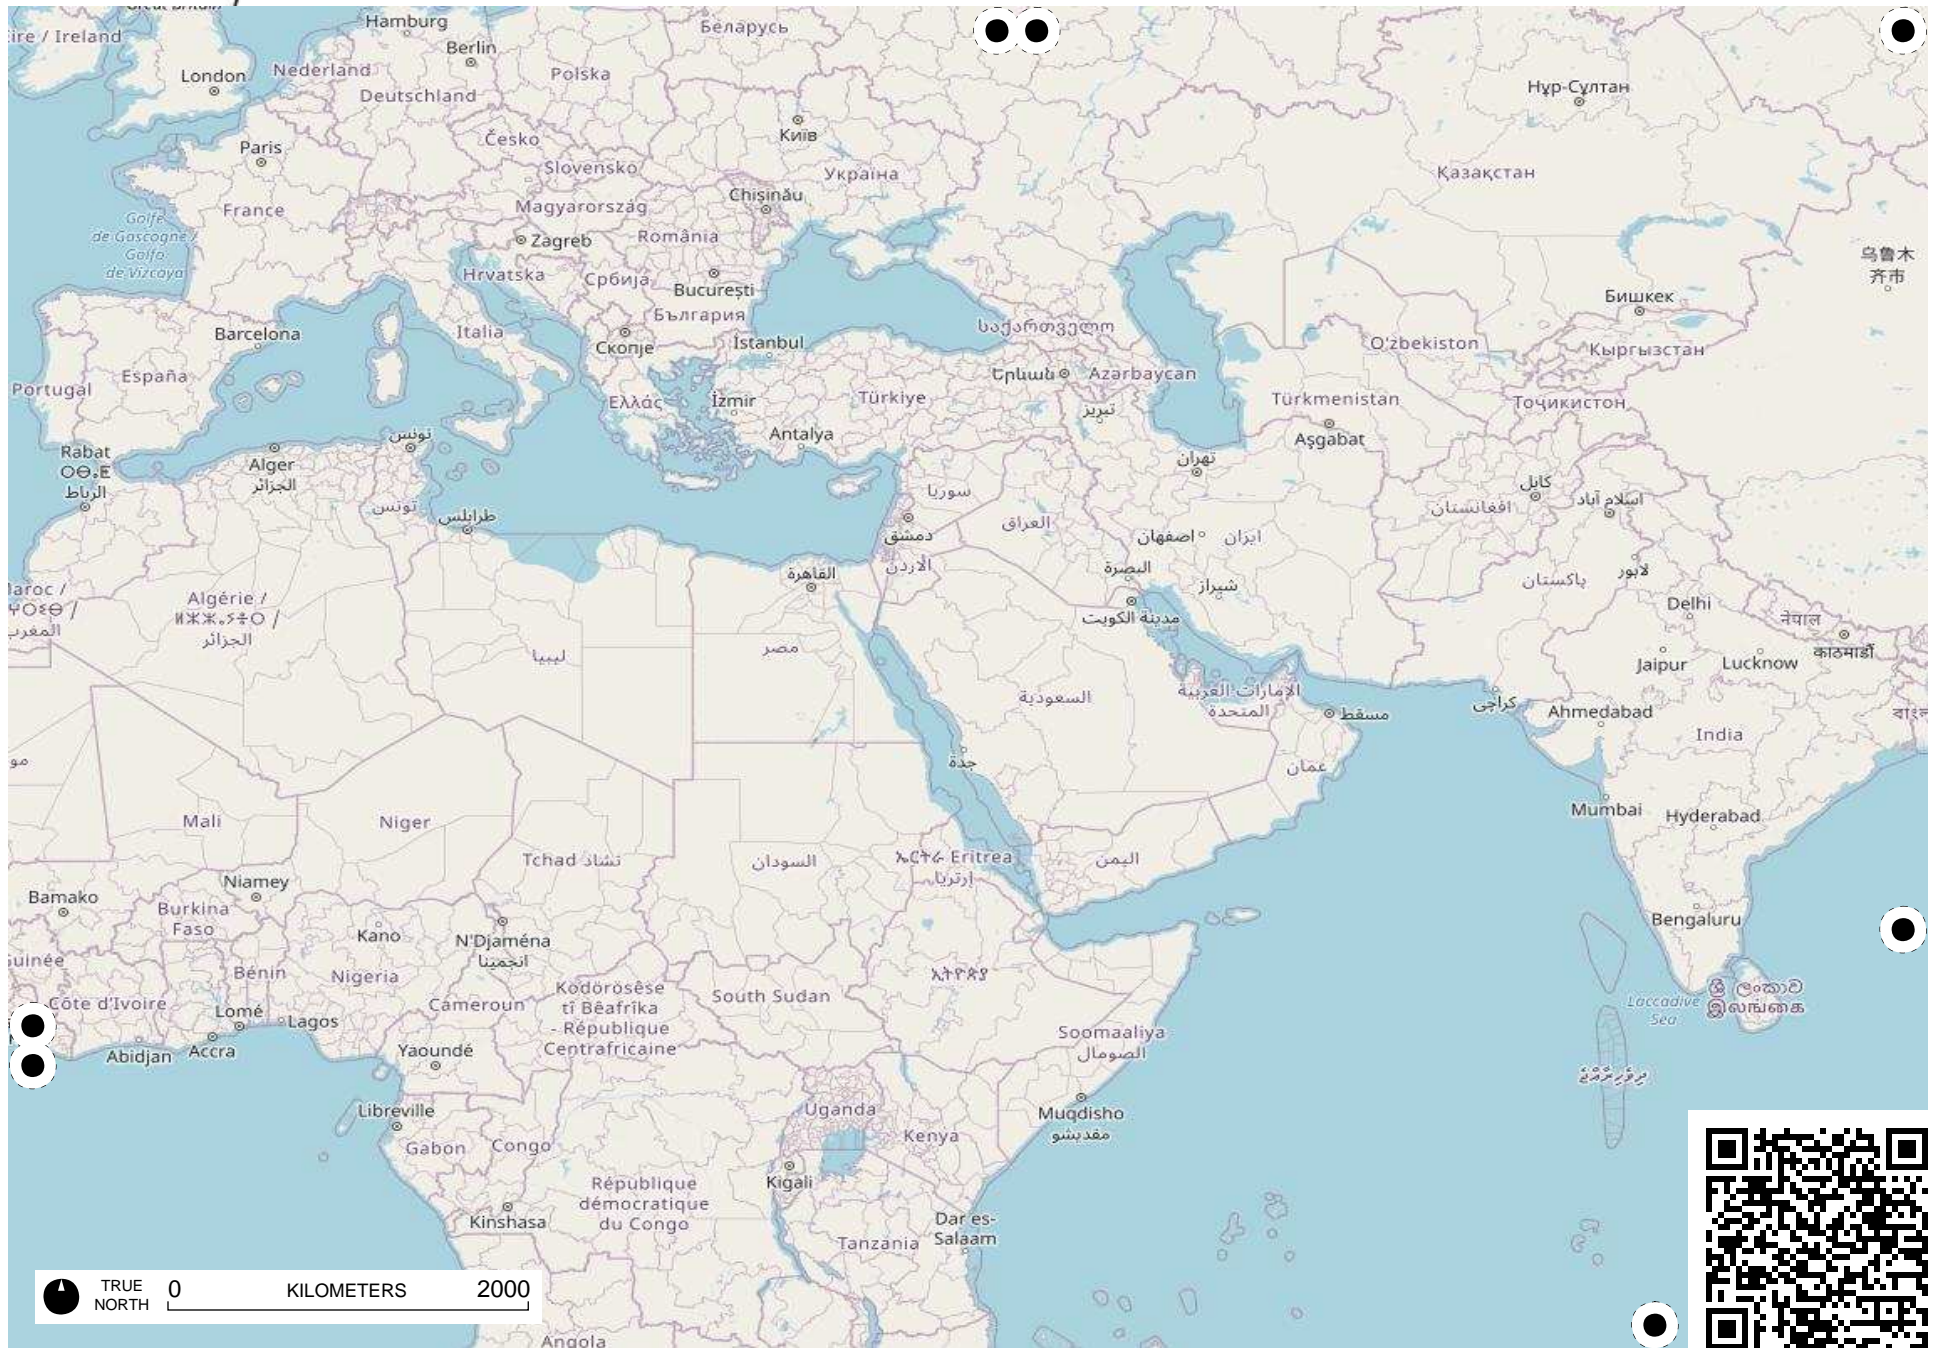 Hamburg
Беларусь
Berlin
London
Nederland
Polska
Deutschland
Нұр-Сұлтан
Paris
Česko
Київ
Slovensko
Україна
Қазақстан
Chișinău
France
Magyarország
Golfe
de Gascogne /
Golfo
de Vizcaya
România
Zagreb
乌鲁木
齐市
Hrvatska
Србија
București
Бишкек
България
Barcelona
Italia
Скопје
İstanbul
საქართველო
O'zbekiston
Кыргызстан
España
Portugal
Ελλάς
İzmir
Türkiye
Երևան
Azərbaycan
تبریز
Türkmenistan
Тоҷикистон
Aşgabat
Rabat
ⵔⴱⴰⵟ
الرباط
Alger
الجزائر
تونس
Antalya
تهران
تونس
طرابلس
سوريا
العراق
دمشق
اصفهان
ایران
افغانستان
کابل
اسلام آباد
الأردن
البصرة
شیراز
پاکستان
لاہور
القاهرة
مدينة الكويت
Delhi
नेपाल
काठमाडौँ
Algérie /
ⵍⵣⵣⴰⵢⴻⵔ /
الجزائر
المغرب
ليبيا
مصر
السعودية
الإمارات العربية
المتحدة
مسقط
کراچی
Jaipur
Lucknow
Ahmedabad
India
جدة
عمان
Mali
Niger
Tchad تشاد
السودان
ኤርትራ Eritrea
إرتريا
اليمن
Mumbai
Hyderabad
Bamako
Niamey
Burkina
Faso
Kano
N'Djaména
انجمينا
Bengaluru
Bénin
Nigeria
Cameroun
Ködörösêse
tî Bêafrîka
- République
Centrafricaine
South Sudan
ኢትዮጵያ
Côte d'Ivoire
Lomé
Lagos
Abidjan
Accra
Yaoundé
Soomaaliya
الصومال
Laccadive
Sea
ශ්‍රී ලංකාව
இலங்கை
ދިވެހިރާއްޖެ
Libreville
Uganda
Muqdisho
مقديشو
Gabon
Congo
Kenya
Kigali
République
démocratique
du Congo
Kinshasa
Tanzania
Dar es-
Salaam
Angola
TRUE
NORTH
0 KILOMETERS 2000